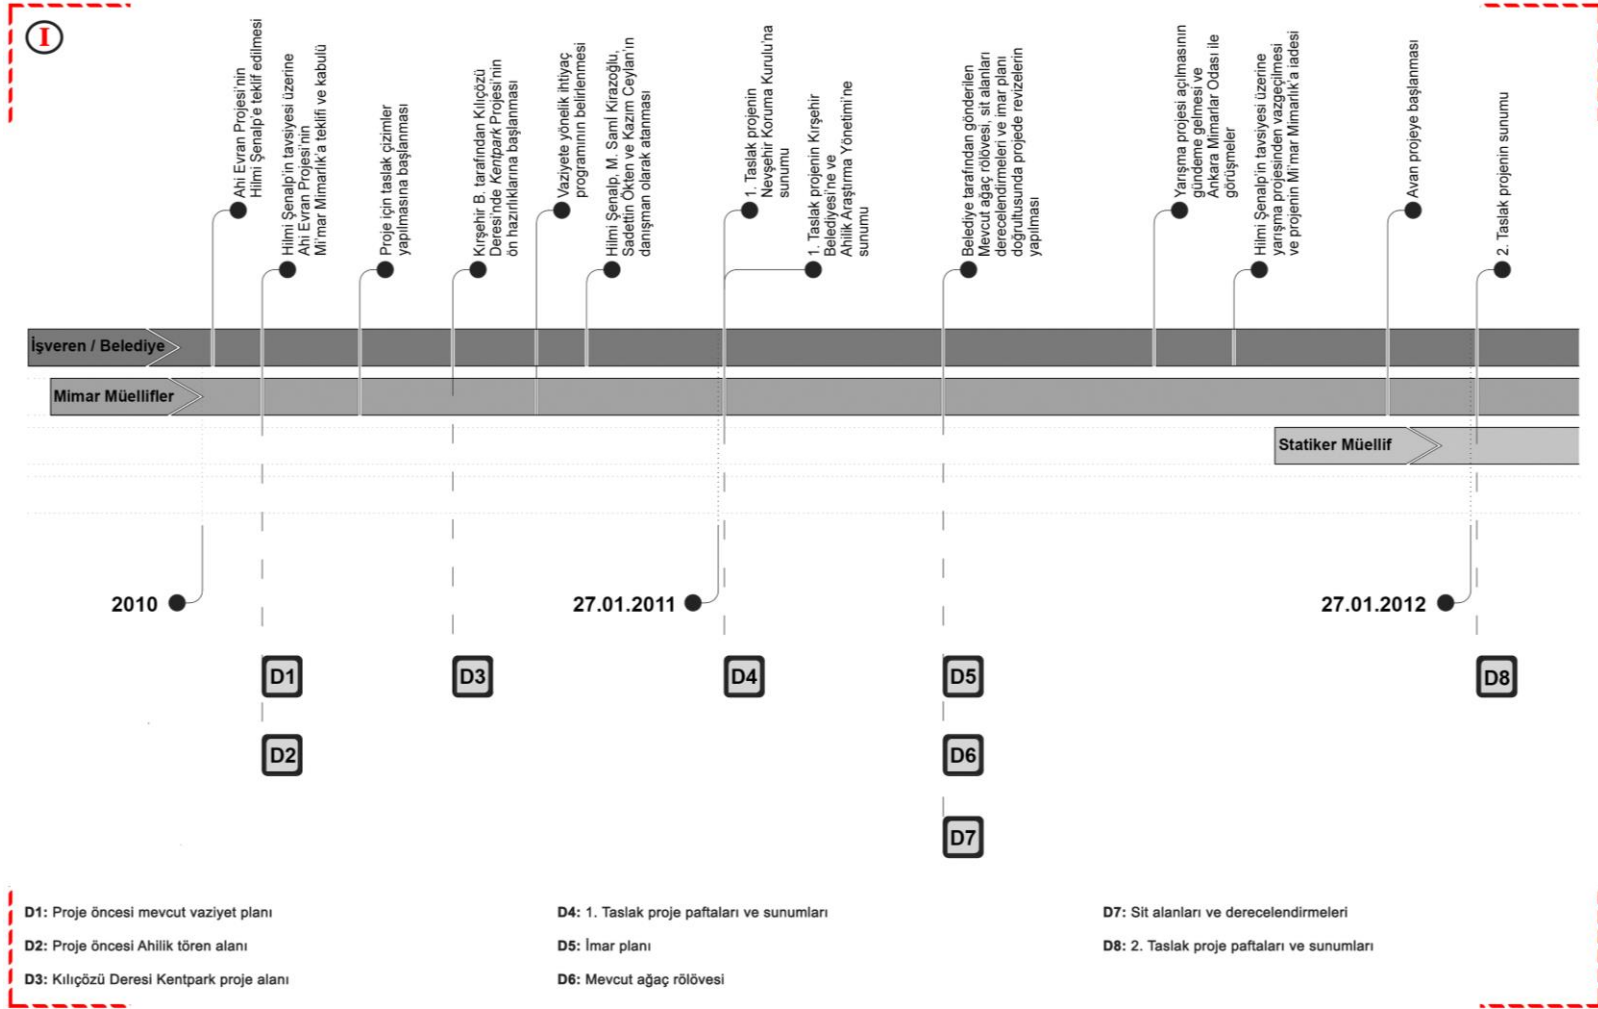 I
Ahi Evran Projesi'nin
Hilmi Şenalp'e teklif edilmesi
Hilmi Şenalp'in tavsiyesi üzerine
Ahi Evran Projesi'nin
Mi'mar Mimarlık'a teklifi ve kabulü
Proje için taslak çizimler
yapılmasına başlanması
Kırşehir B. tarafından Kılıçözü
Deresi'nde Kentpark Projesi'nin
ön hazırlıklarına başlanması
Vaziyete yönelik ihtiyaç
programının belirlenmesi
Hilmi Şenalp, M. Samİ Kirazoğlu,
Sadettin Ökten ve Kazım Ceylan'ın
danışman olarak atanması
1. Taslak projenin
Nevşehir Koruma Kurulu'na
sunumu
1. Taslak projenin Kırşehir
Belediyesi'ne ve
Ahilik Araştırma Yönetimi'ne
sunumu
Belediye tarafından gönderilen
Mevcut ağaç rölövesi, sit alanları
derecelendirmeleri ve imar planı
doğrultusunda projede revizelerin
yapılması
Yarışma projesi açılmasının
gündeme gelmesi ve
Ankara Mimarlar Odası ile
görüşmeler
Hilmi Şenalp'in tavsiyesi üzerine
yarışma projesinden vazgeçilmesi
ve projenin Mi'mar Mimarlık'a iadesi
Avan projeye başlanması
2. Taslak projenin sunumu
İşveren / Belediye
Mimar Müellifler
Statiker Müellif
2010
27.01.2011
27.01.2012
D1
D3
D4
D5
D8
D2
D6
D7
D1: Proje öncesi mevcut vaziyet planı
D2: Proje öncesi Ahilik tören alanı
D3: Kılıçözü Deresi Kentpark proje alanı
D4: 1. Taslak proje paftaları ve sunumları
D5: İmar planı
D6: Mevcut ağaç rölövesi
D7: Sit alanları ve derecelendirmeleri
D8: 2. Taslak proje paftaları ve sunumları